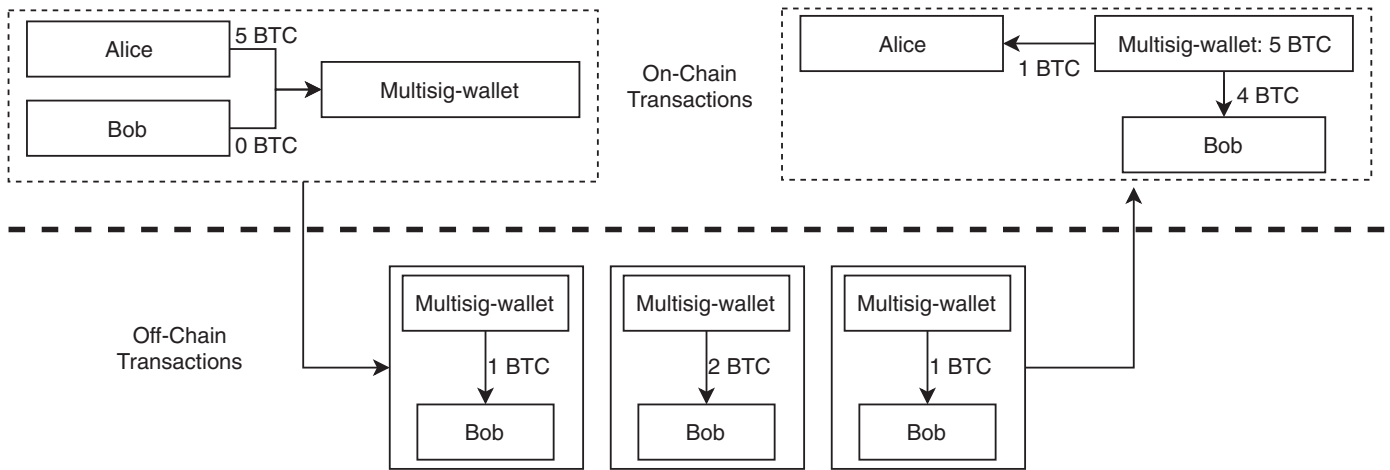 Alice
5 BTC
Bob
0 BTC
Multisig-wallet
On-Chain
Transactions
Alice
1 BTC
Multisig-wallet: 5 BTC
4 BTC
Bob
Off-Chain
Transactions
Multisig-wallet
1 BTC
Bob
Multisig-wallet
2 BTC
Bob
Multisig-wallet
1 BTC
Bob